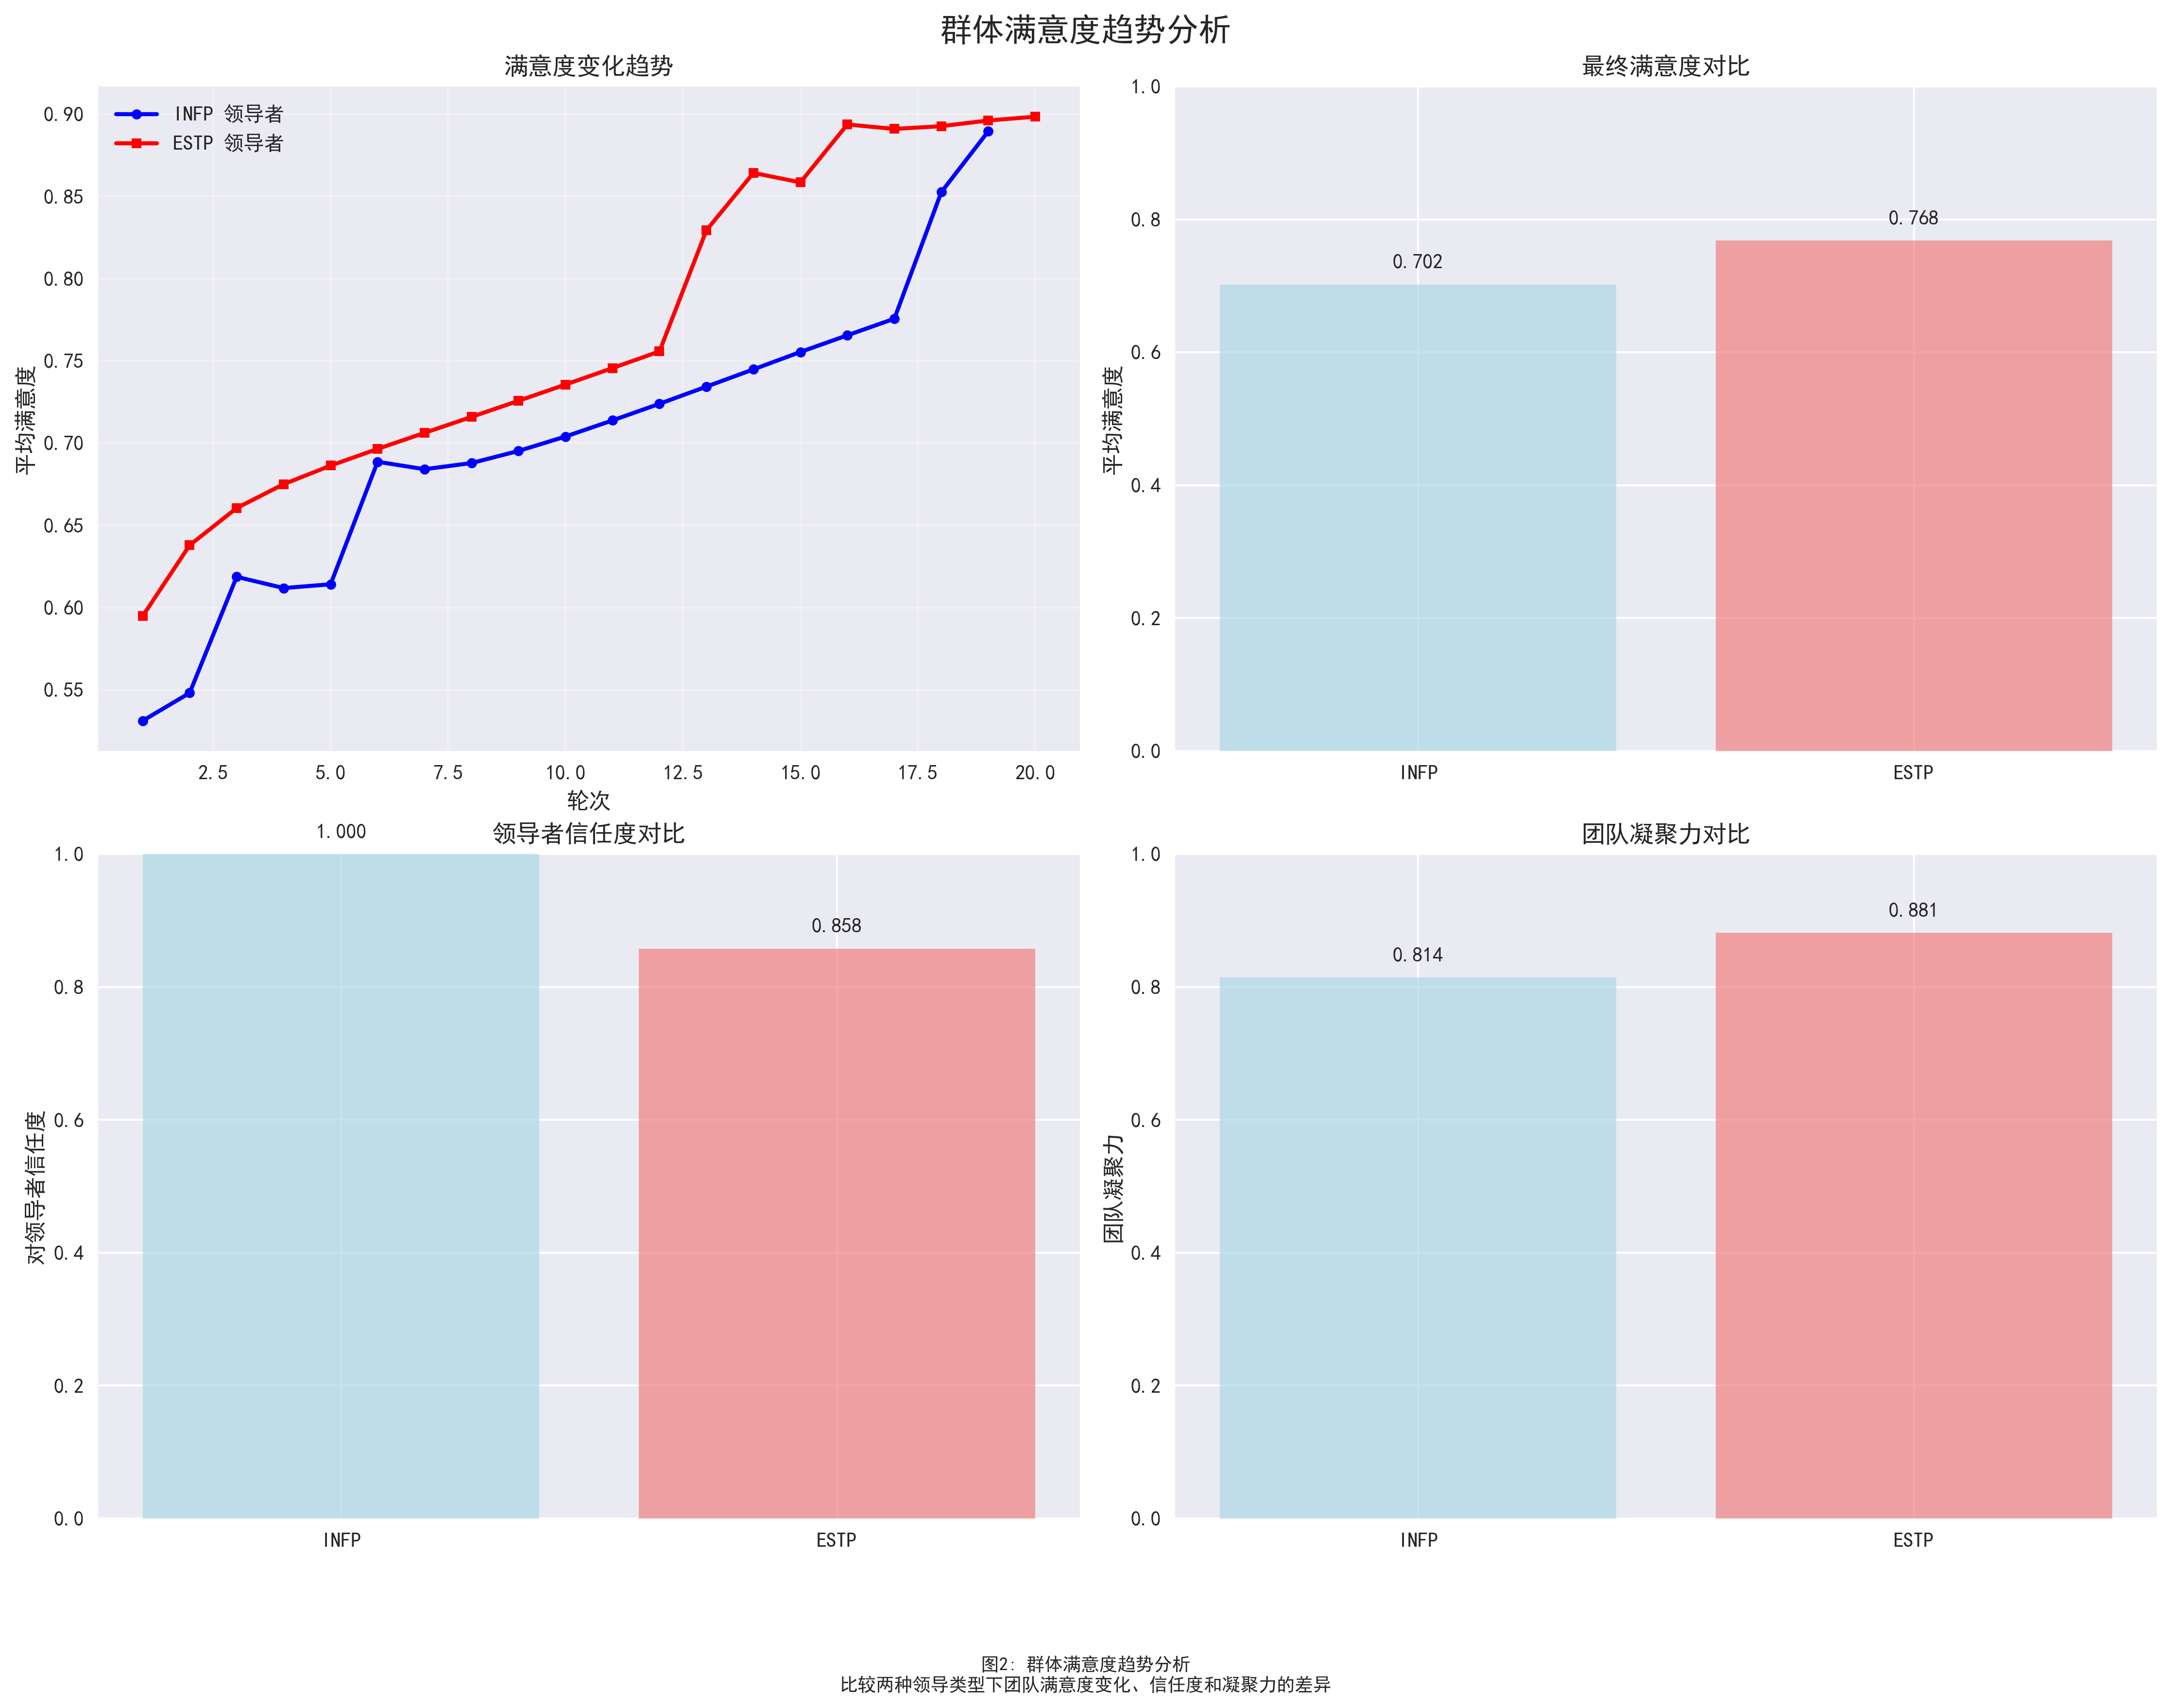 群体满意度趋势分析
满意度变化趋势
INFP 领导者
ESTP 领导者
平均满意度
0.90
0.85
0.80
0.75
0.70
0.65
0.60
0.55
2.5 5.0 7.5 10.0 12.5 15.0 17.5 20.0
轮次
最终满意度对比
平均满意度
1.0
0.8
0.6
0.4
0.2
0.0
0.702
0.768
INFP ESTP
领导者信任度对比
对领导者信任度
1.0
0.8
0.6
0.4
0.2
0.0
1.000
0.858
INFP ESTP
团队凝聚力对比
团队凝聚力
1.0
0.8
0.6
0.4
0.2
0.0
0.814
0.881
INFP ESTP
图2: 群体满意度趋势分析
比较两种领导类型下团队满意度变化、信任度和凝聚力的差异